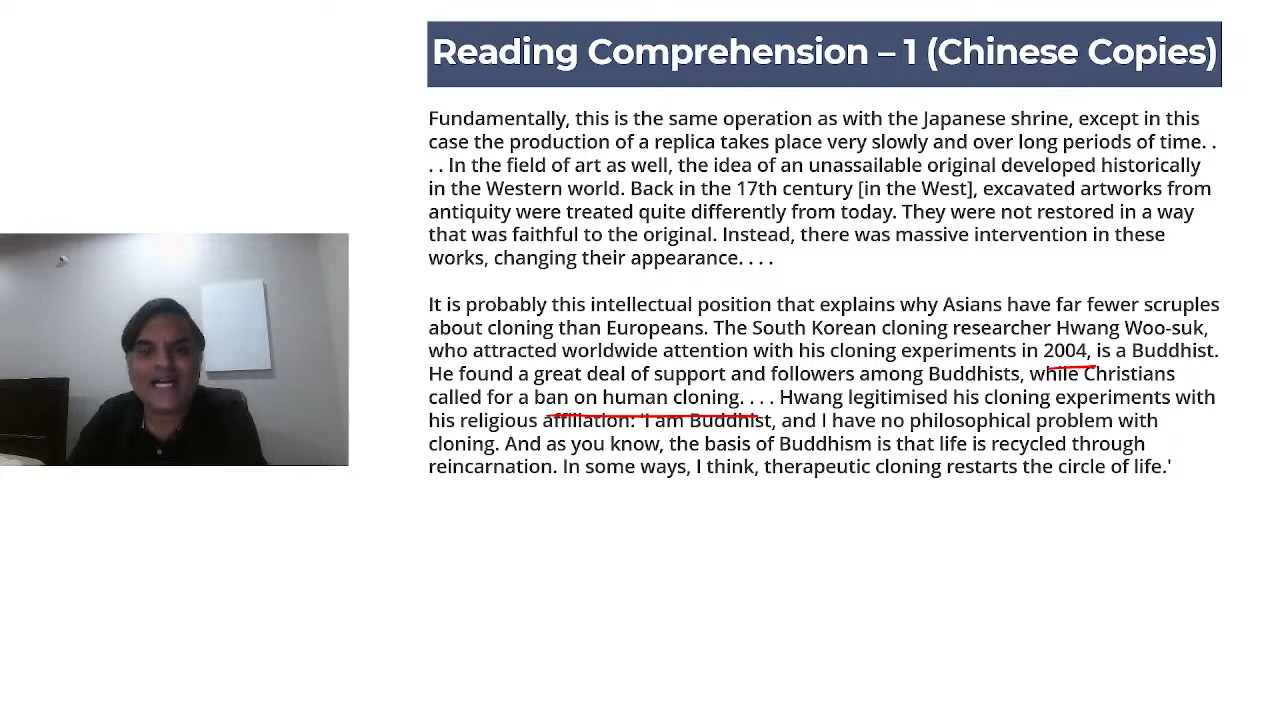 Reading Comprehension – 1 (Chinese Copies)
Fundamentally, this is the same operation as with the Japanese shrine, except in this
case the production of a replica takes place very slowly and over long periods of time. .
. . In the field of art as well, the idea of an unassailable original developed historically
in the Western world. Back in the 17th century [in the West], excavated artworks from
antiquity were treated quite differently from today. They were not restored in a way
that was faithful to the original. Instead, there was massive intervention in these
works, changing their appearance. . . .
It is probably this intellectual position that explains why Asians have far fewer scruples
about cloning than Europeans. The South Korean cloning researcher Hwang Woo-suk,
who attracted worldwide attention with his cloning experiments in 2004, is a Buddhist.
He found a great deal of support and followers among Buddhists, while Christians
called for a ban on human cloning. . . . Hwang legitimised his cloning experiments with
his religious affiliation: 'I am Buddhist, and I have no philosophical problem with
cloning. And as you know, the basis of Buddhism is that life is recycled through
reincarnation. In some ways, I think, therapeutic cloning restarts the circle of life.'